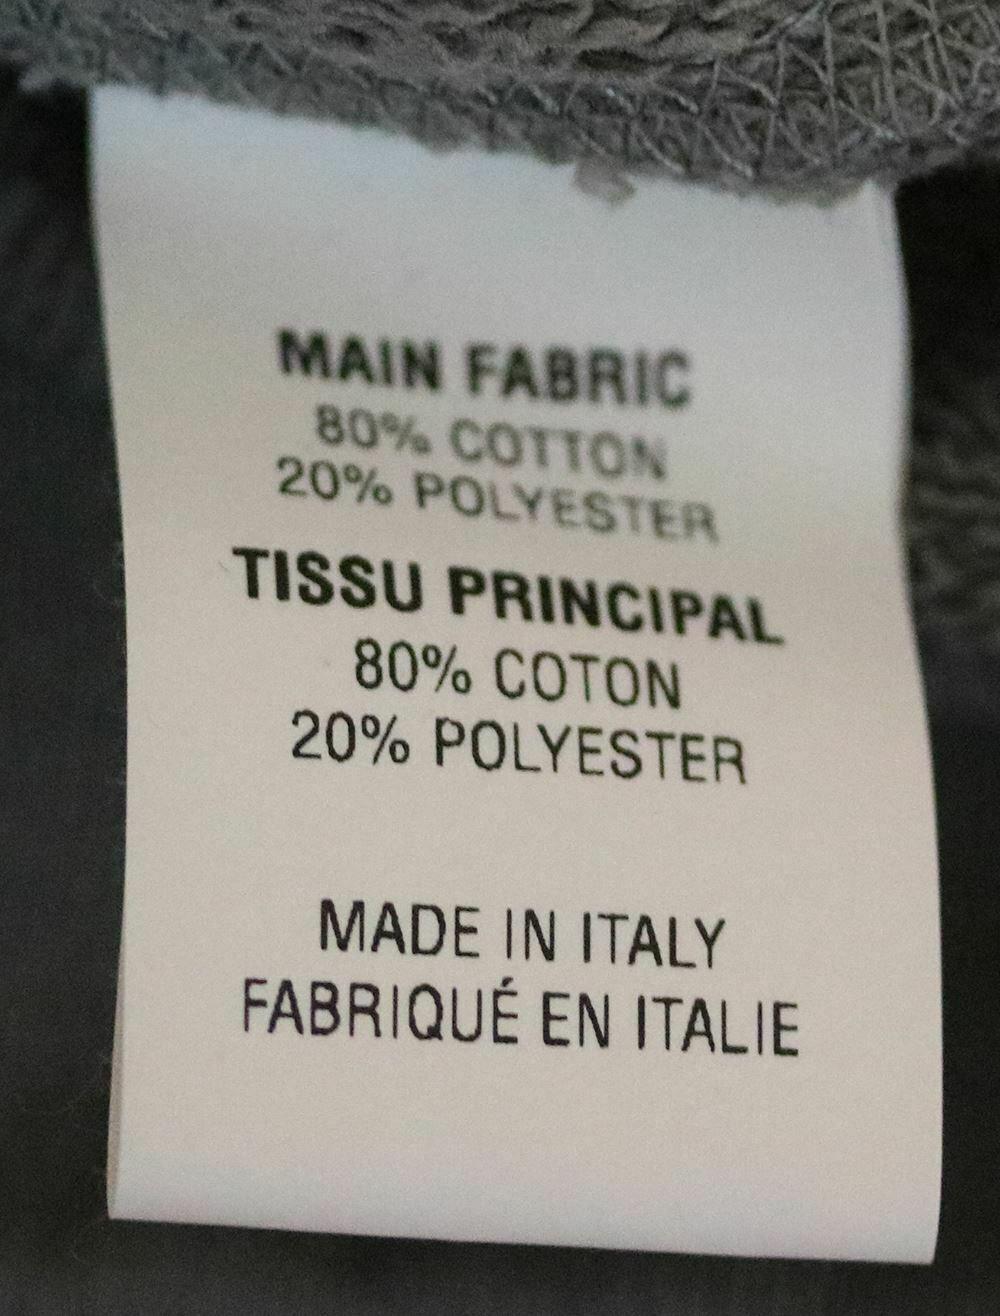 MAIN FABRIC
80% COTTON
20% POLYESTER
TISSU PRINCIPAL
80% COTON
20% POLYESTER
MADE IN ITALY
FABRIQUÉ EN ITALIE